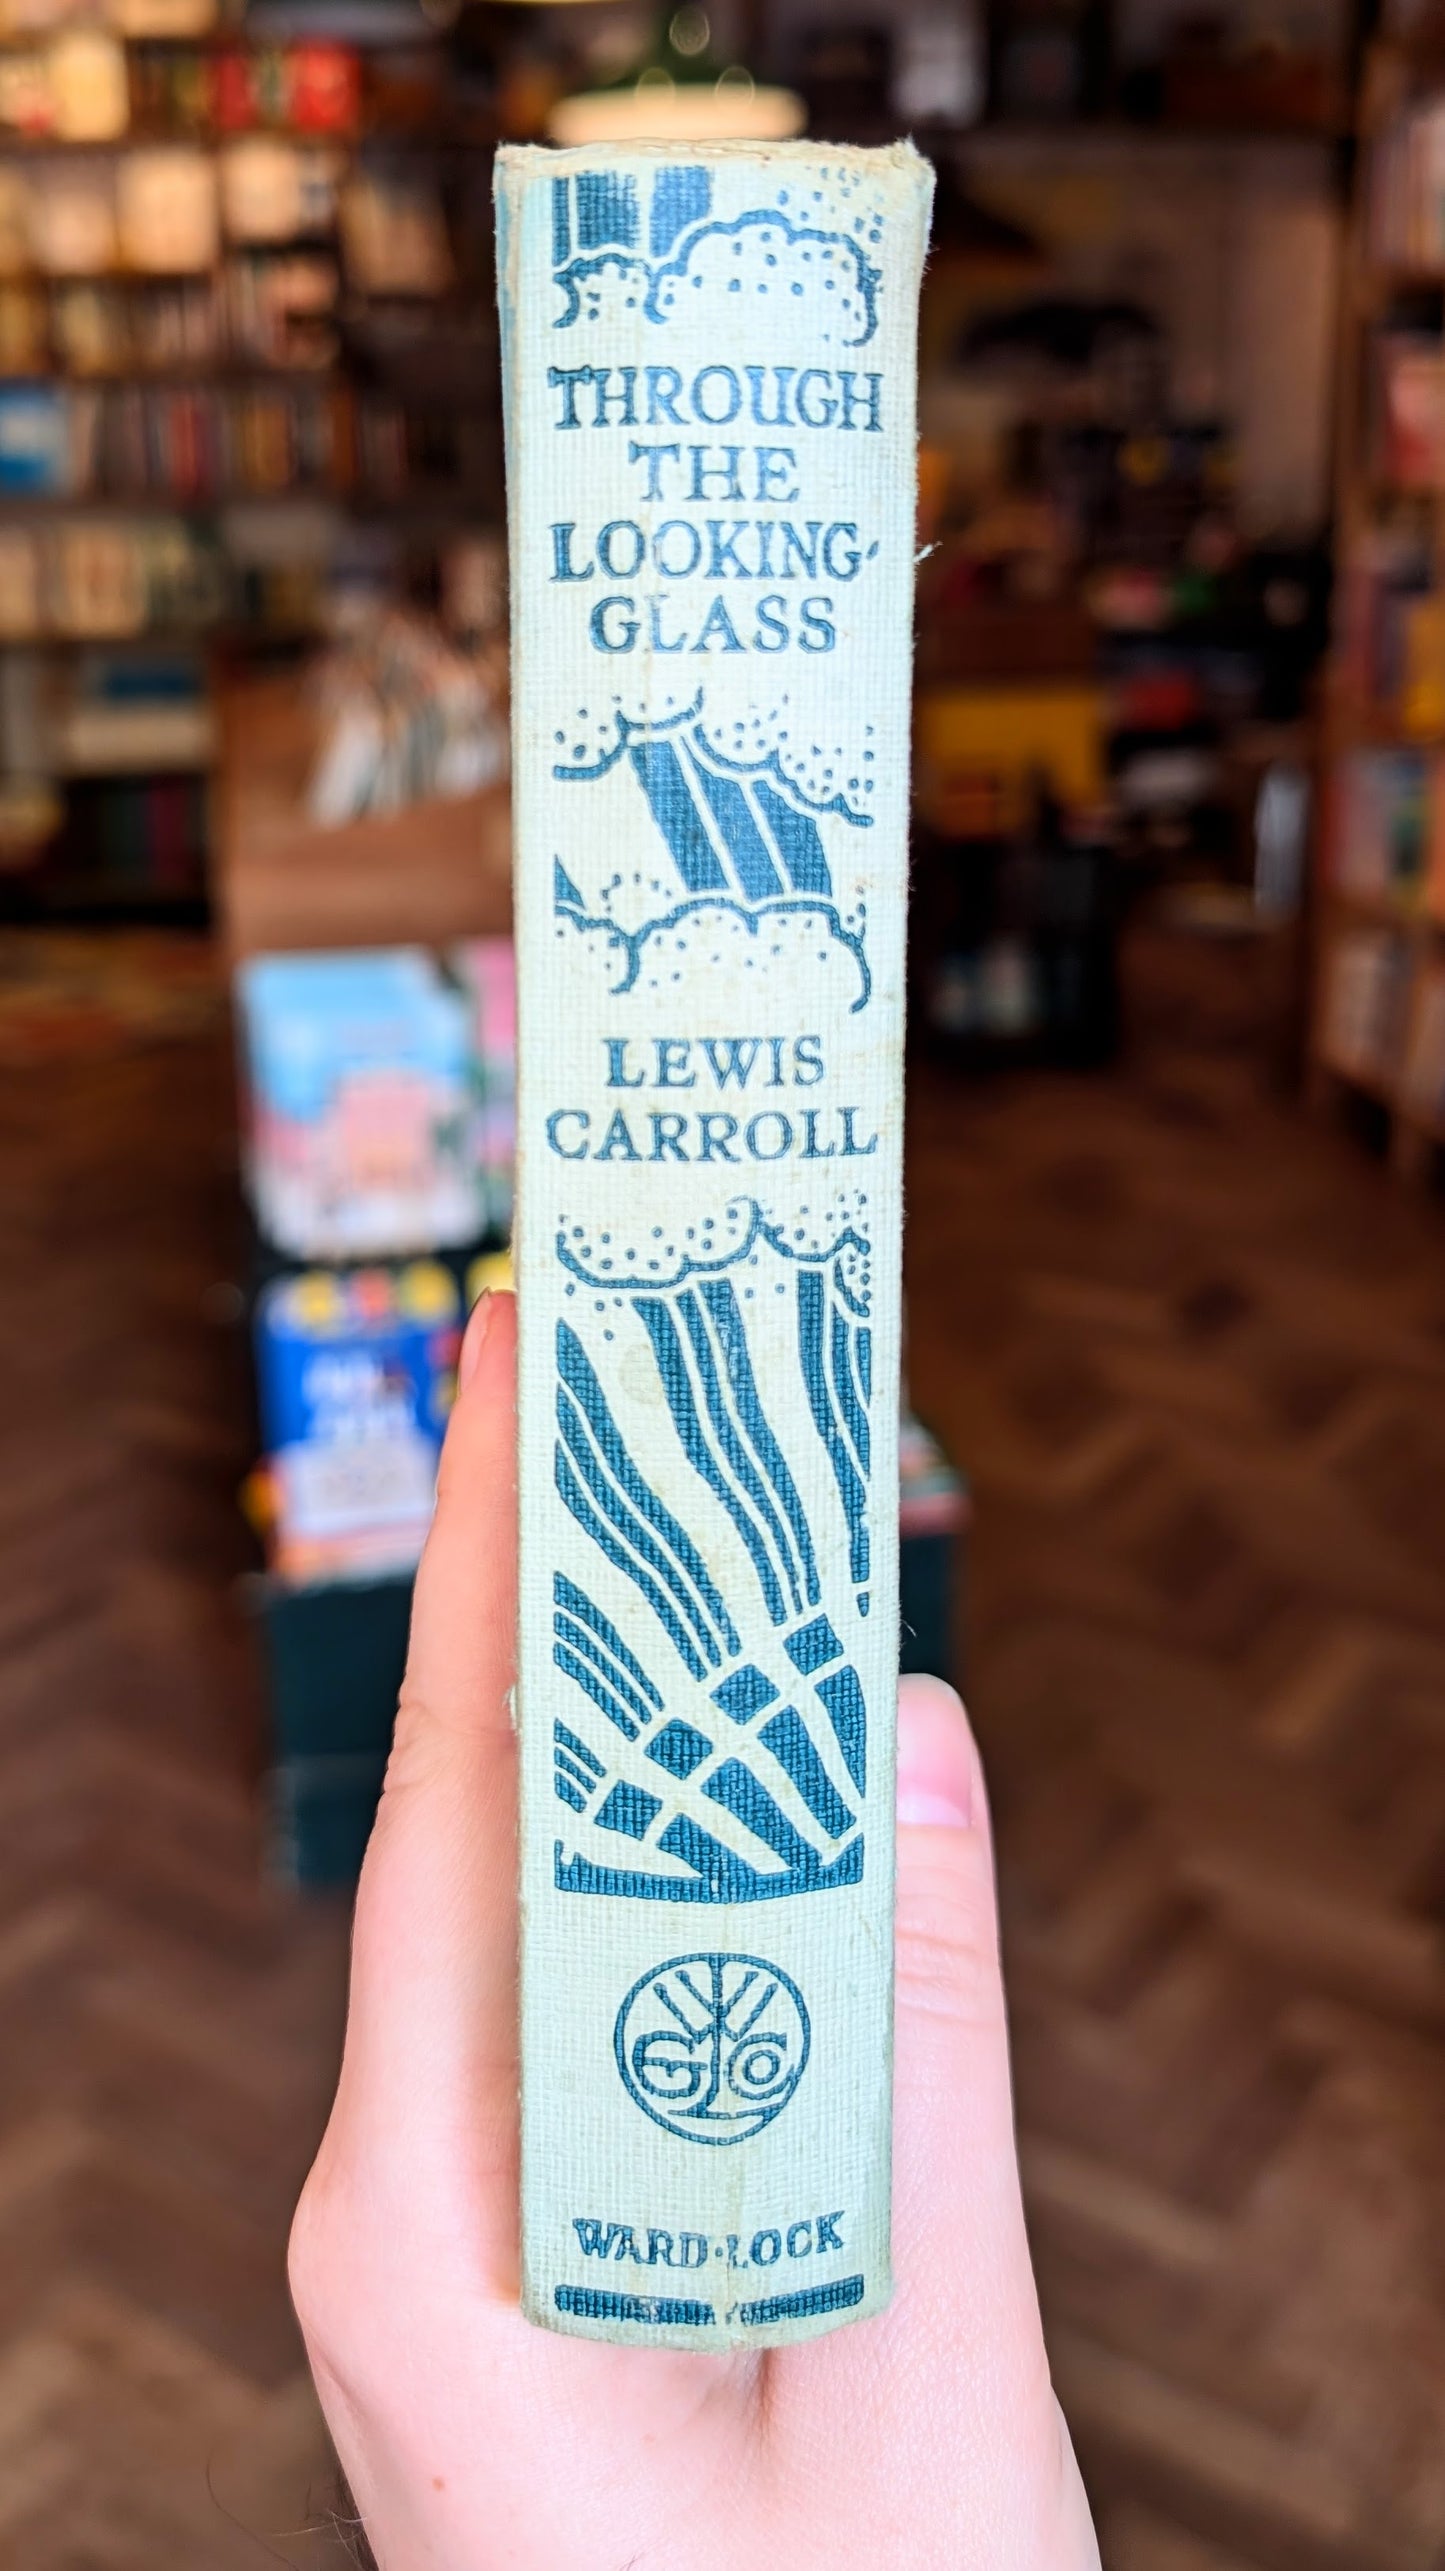 THROUGH
THE
LOOKING-
GLASS
LEWIS
CARROLL
WARD·LOCK